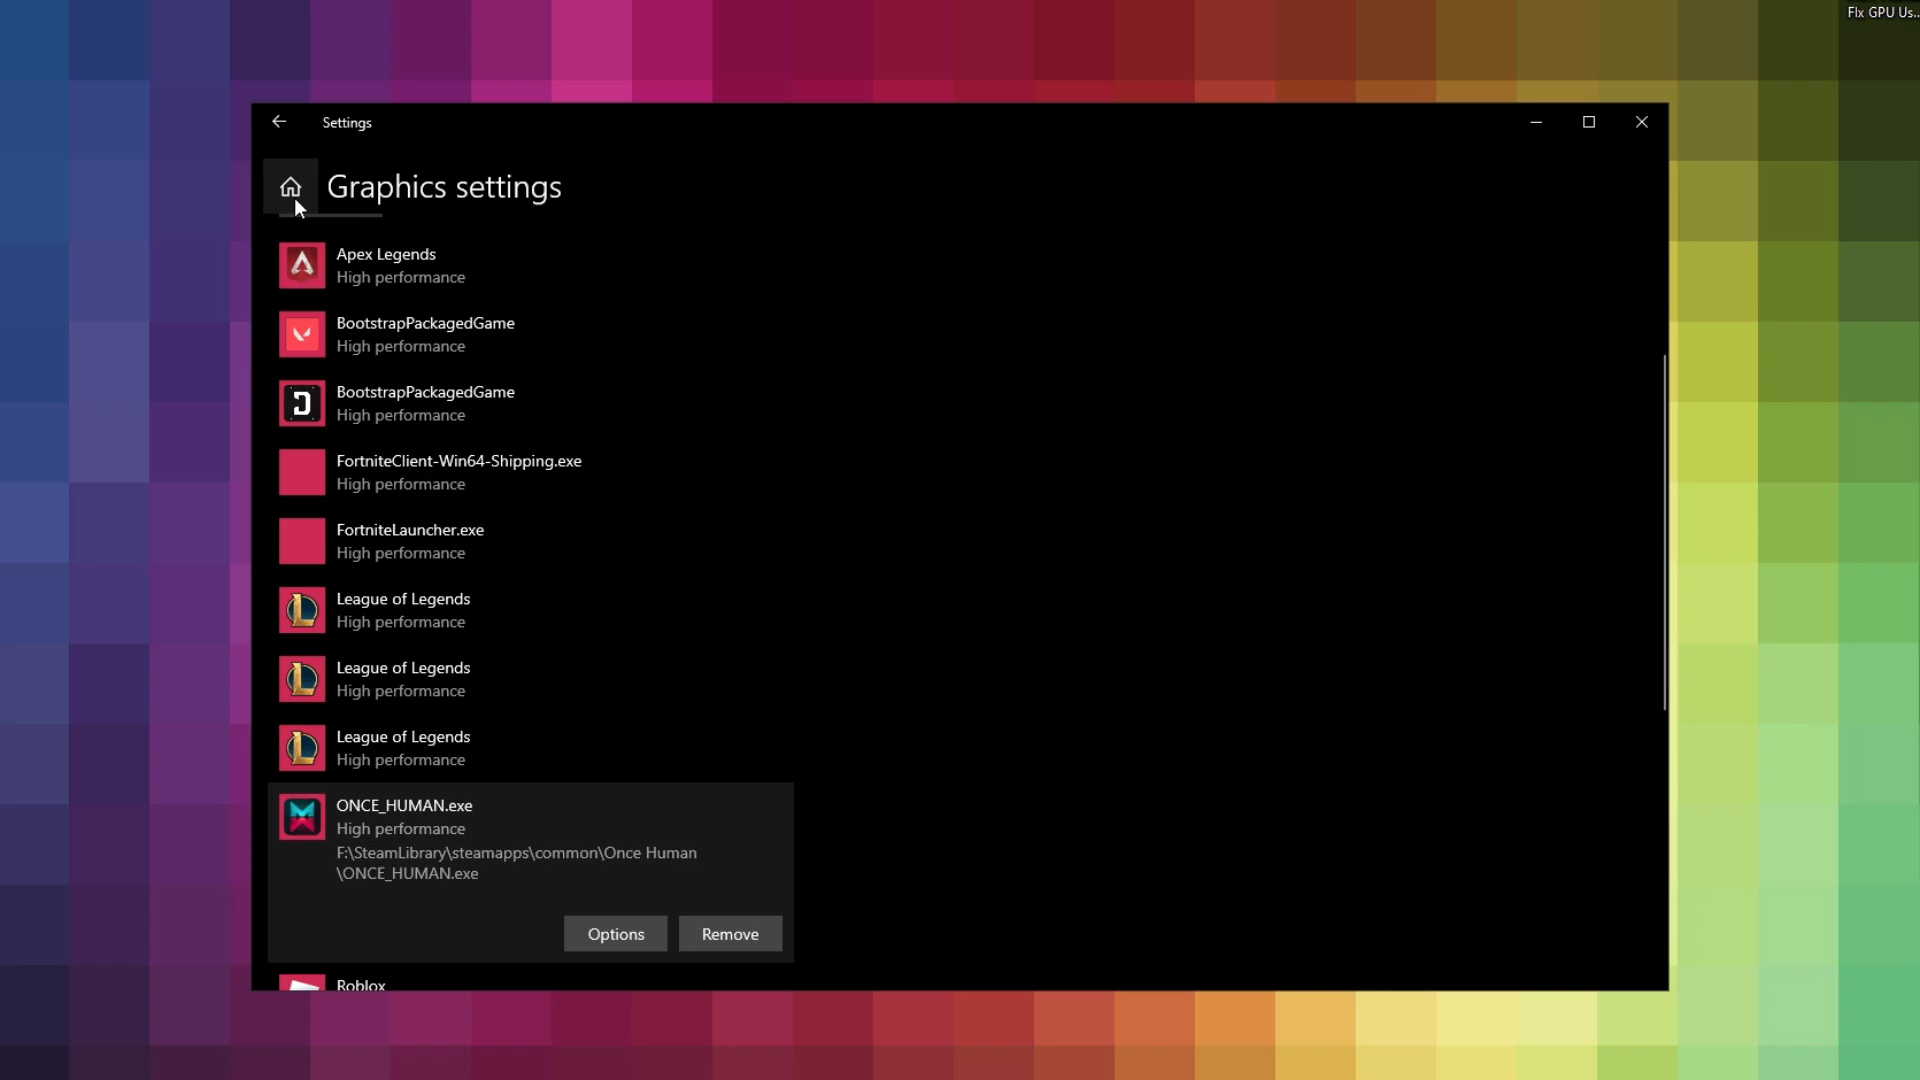 Fix GPU Us..
Settings
Graphics settings
Apex Legends
High performance
BootstrapPackagedGame
High performance
BootstrapPackagedGame
High performance
FortniteClient-Win64-Shipping.exe
High performance
FortniteLauncher.exe
High performance
League of Legends
High performance
League of Legends
High performance
League of Legends
High performance
ONCE_HUMAN.exe
High performance
F:\SteamLibrary\steamapps\common\Once Human
\ONCE_HUMAN.exe
Options
Remove
Roblox